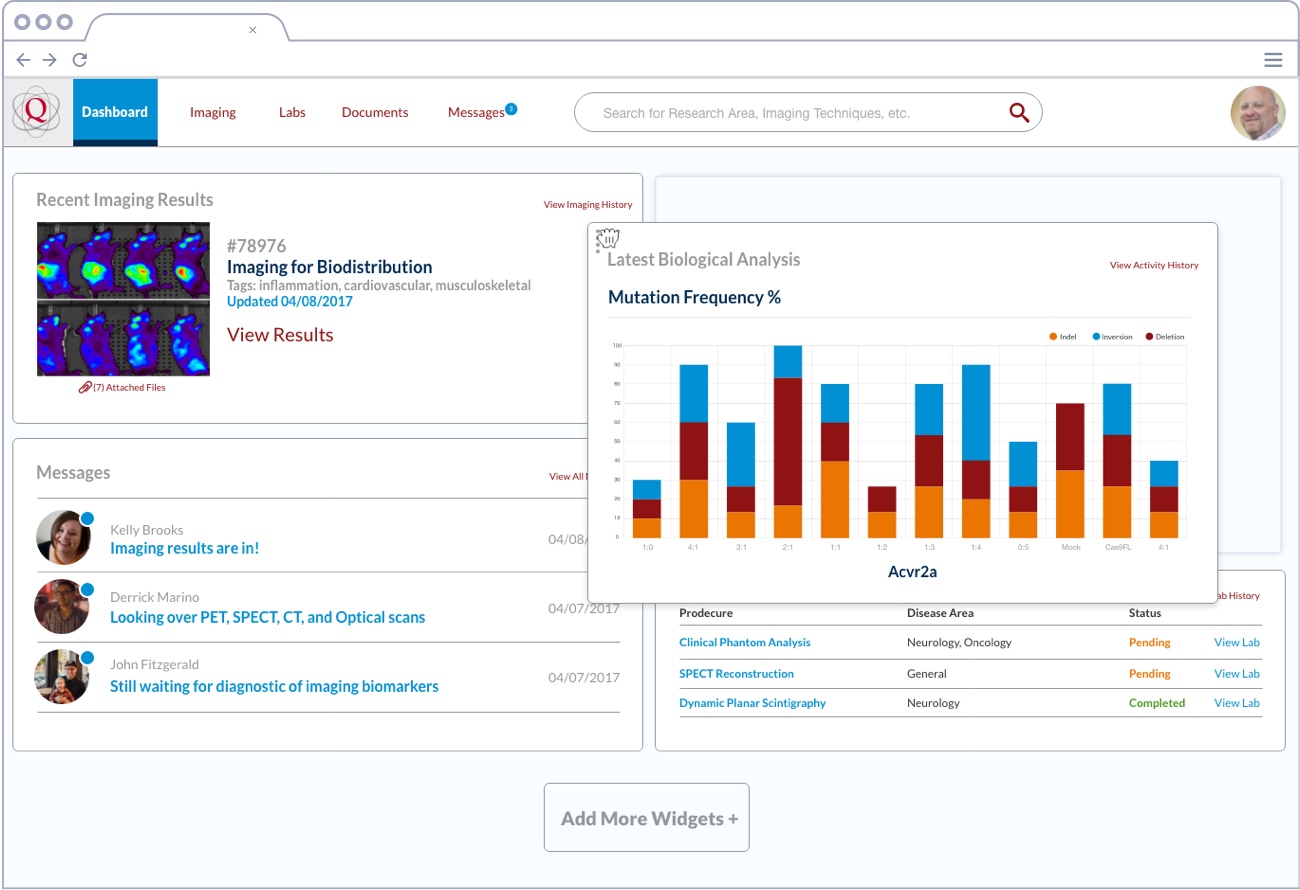 ×
Q
Dashboard
Imaging
Labs
Documents
Messages
3
Search for Research Area, Imaging Techniques, etc.
Recent Imaging Results
View Imaging History
#78976
Imaging for Biodistribution
Tags: inflammation, cardiovascular, musculoskeletal
Updated 04/08/2017
View Results
(7) Attached Files
Messages
View All
Kelly Brooks
Imaging results are in!
04/08/
Derrick Marino
Looking over PET, SPECT, CT, and Optical scans
04/07/2017
John Fitzgerald
Still waiting for diagnostic of imaging biomarkers
04/07/2017
Latest Biological Analysis
View Activity History
Mutation Frequency %
Indel Inversion Deletion
100
90
80
70
60
50
40
30
20
10
0
1:0 4:1 3:1 2:1 1:1 1:2 1:3 1:4 0:5 Mock Cas9FL 4:1
Acvr2a
ab History
Prodecure Disease Area Status
Clinical Phantom Analysis Neurology, Oncology Pending View Lab
SPECT Reconstruction General Pending View Lab
Dynamic Planar Scintigraphy Neurology Completed View Lab
Add More Widgets +